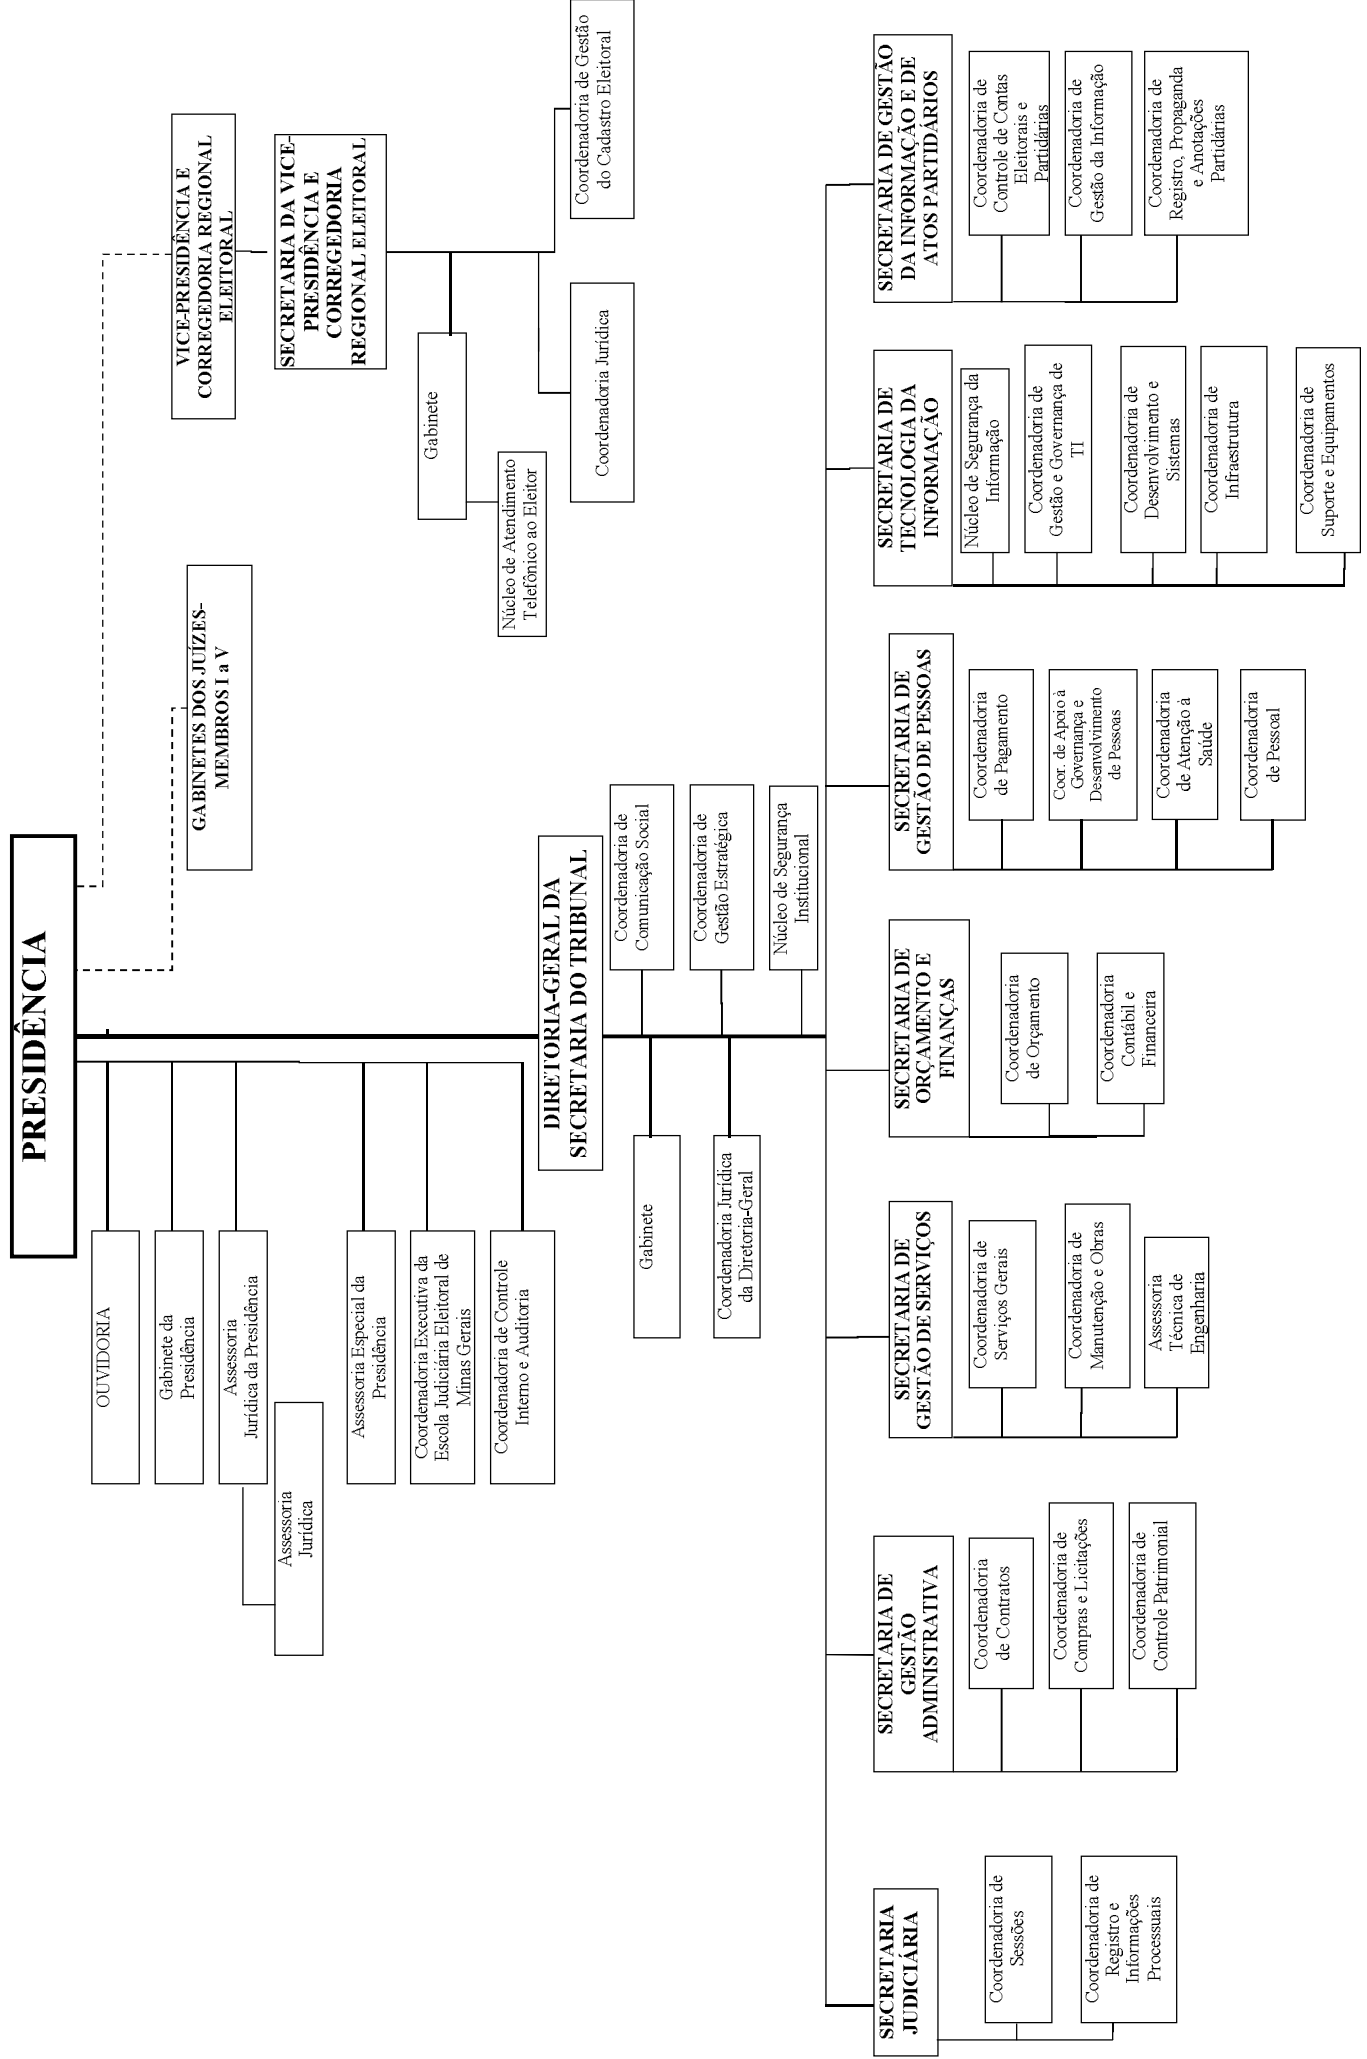 PRESIDÊNCIA
OUVIDORIA
Gabinete da
Presidência
Assessoria
Jurídica da Presidência
Assessoria
Jurídica
Assessoria Especial da
Presidência
Coordenadoria Executiva da
Escola Judiciária Eleitoral de
Minas Gerais
Coordenadoria de Controle
Interno e Auditoria
GABINETES DOS JUÍZES-
MEMBROS I a V
VICE-PRESIDÊNCIA E
CORREGEDORIA REGIONAL
ELEITORAL
SECRETARIA DA VICE-
PRESIDÊNCIA E
CORREGEDORIA
REGIONAL ELEITORAL
Gabinete
Núcleo de Atendimento
Telefônico ao Eleitor
Coordenadoria Jurídica
Coordenadoria de Gestão
do Cadastro Eleitoral
DIRETORIA-GERAL DA
SECRETARIA DO TRIBUNAL
Gabinete
Coordenadoria Jurídica
da Diretoria-Geral
Coordenadoria de
Comunicação Social
Coordenadoria de
Gestão Estratégica
Núcleo de Segurança
Institucional
SECRETARIA
JUDICIÁRIA
Coordenadoria de
Sessões
Coordenadoria de
Registro e
Informações
Processuais
SECRETARIA DE
GESTÃO
ADMINISTRATIVA
Coordenadoria
de Contratos
Coordenadoria de
Compras e Licitações
Coordenadoria de
Controle Patrimonial
SECRETARIA DE
GESTÃO DE SERVIÇOS
Coordenadoria de
Serviços Gerais
Coordenadoria de
Manutenção e Obras
Assessoria
Técnica de
Engenharia
SECRETARIA DE
ORÇAMENTO E
FINANÇAS
Coordenadoria
de Orçamento
Coordenadoria
Contábil e
Financeira
SECRETARIA DE
GESTÃO DE PESSOAS
Coordenadoria
de Pagamento
Coor. de Apoio à
Governança e
Desenvolvimento
de Pessoas
Coordenadoria
de Atenção à
Saúde
Coordenadoria
de Pessoal
SECRETARIA DE
TECNOLOGIA DA
INFORMAÇÃO
Núcleo de Segurança da
Informação
Coordenadoria de
Gestão e Governança de
TI
Coordenadoria de
Desenvolvimento e
Sistemas
Coordenadoria de
Infraestrutura
Coordenadoria de
Suporte e Equipamentos
SECRETARIA DE GESTÃO
DA INFORMAÇÃO E DE
ATOS PARTIDÁRIOS
Coordenadoria de
Controle de Contas
Eleitorais e
Partidárias
Coordenadoria de
Gestão da Informação
Coordenadoria de
Registro, Propaganda
e Anotações
Partidárias